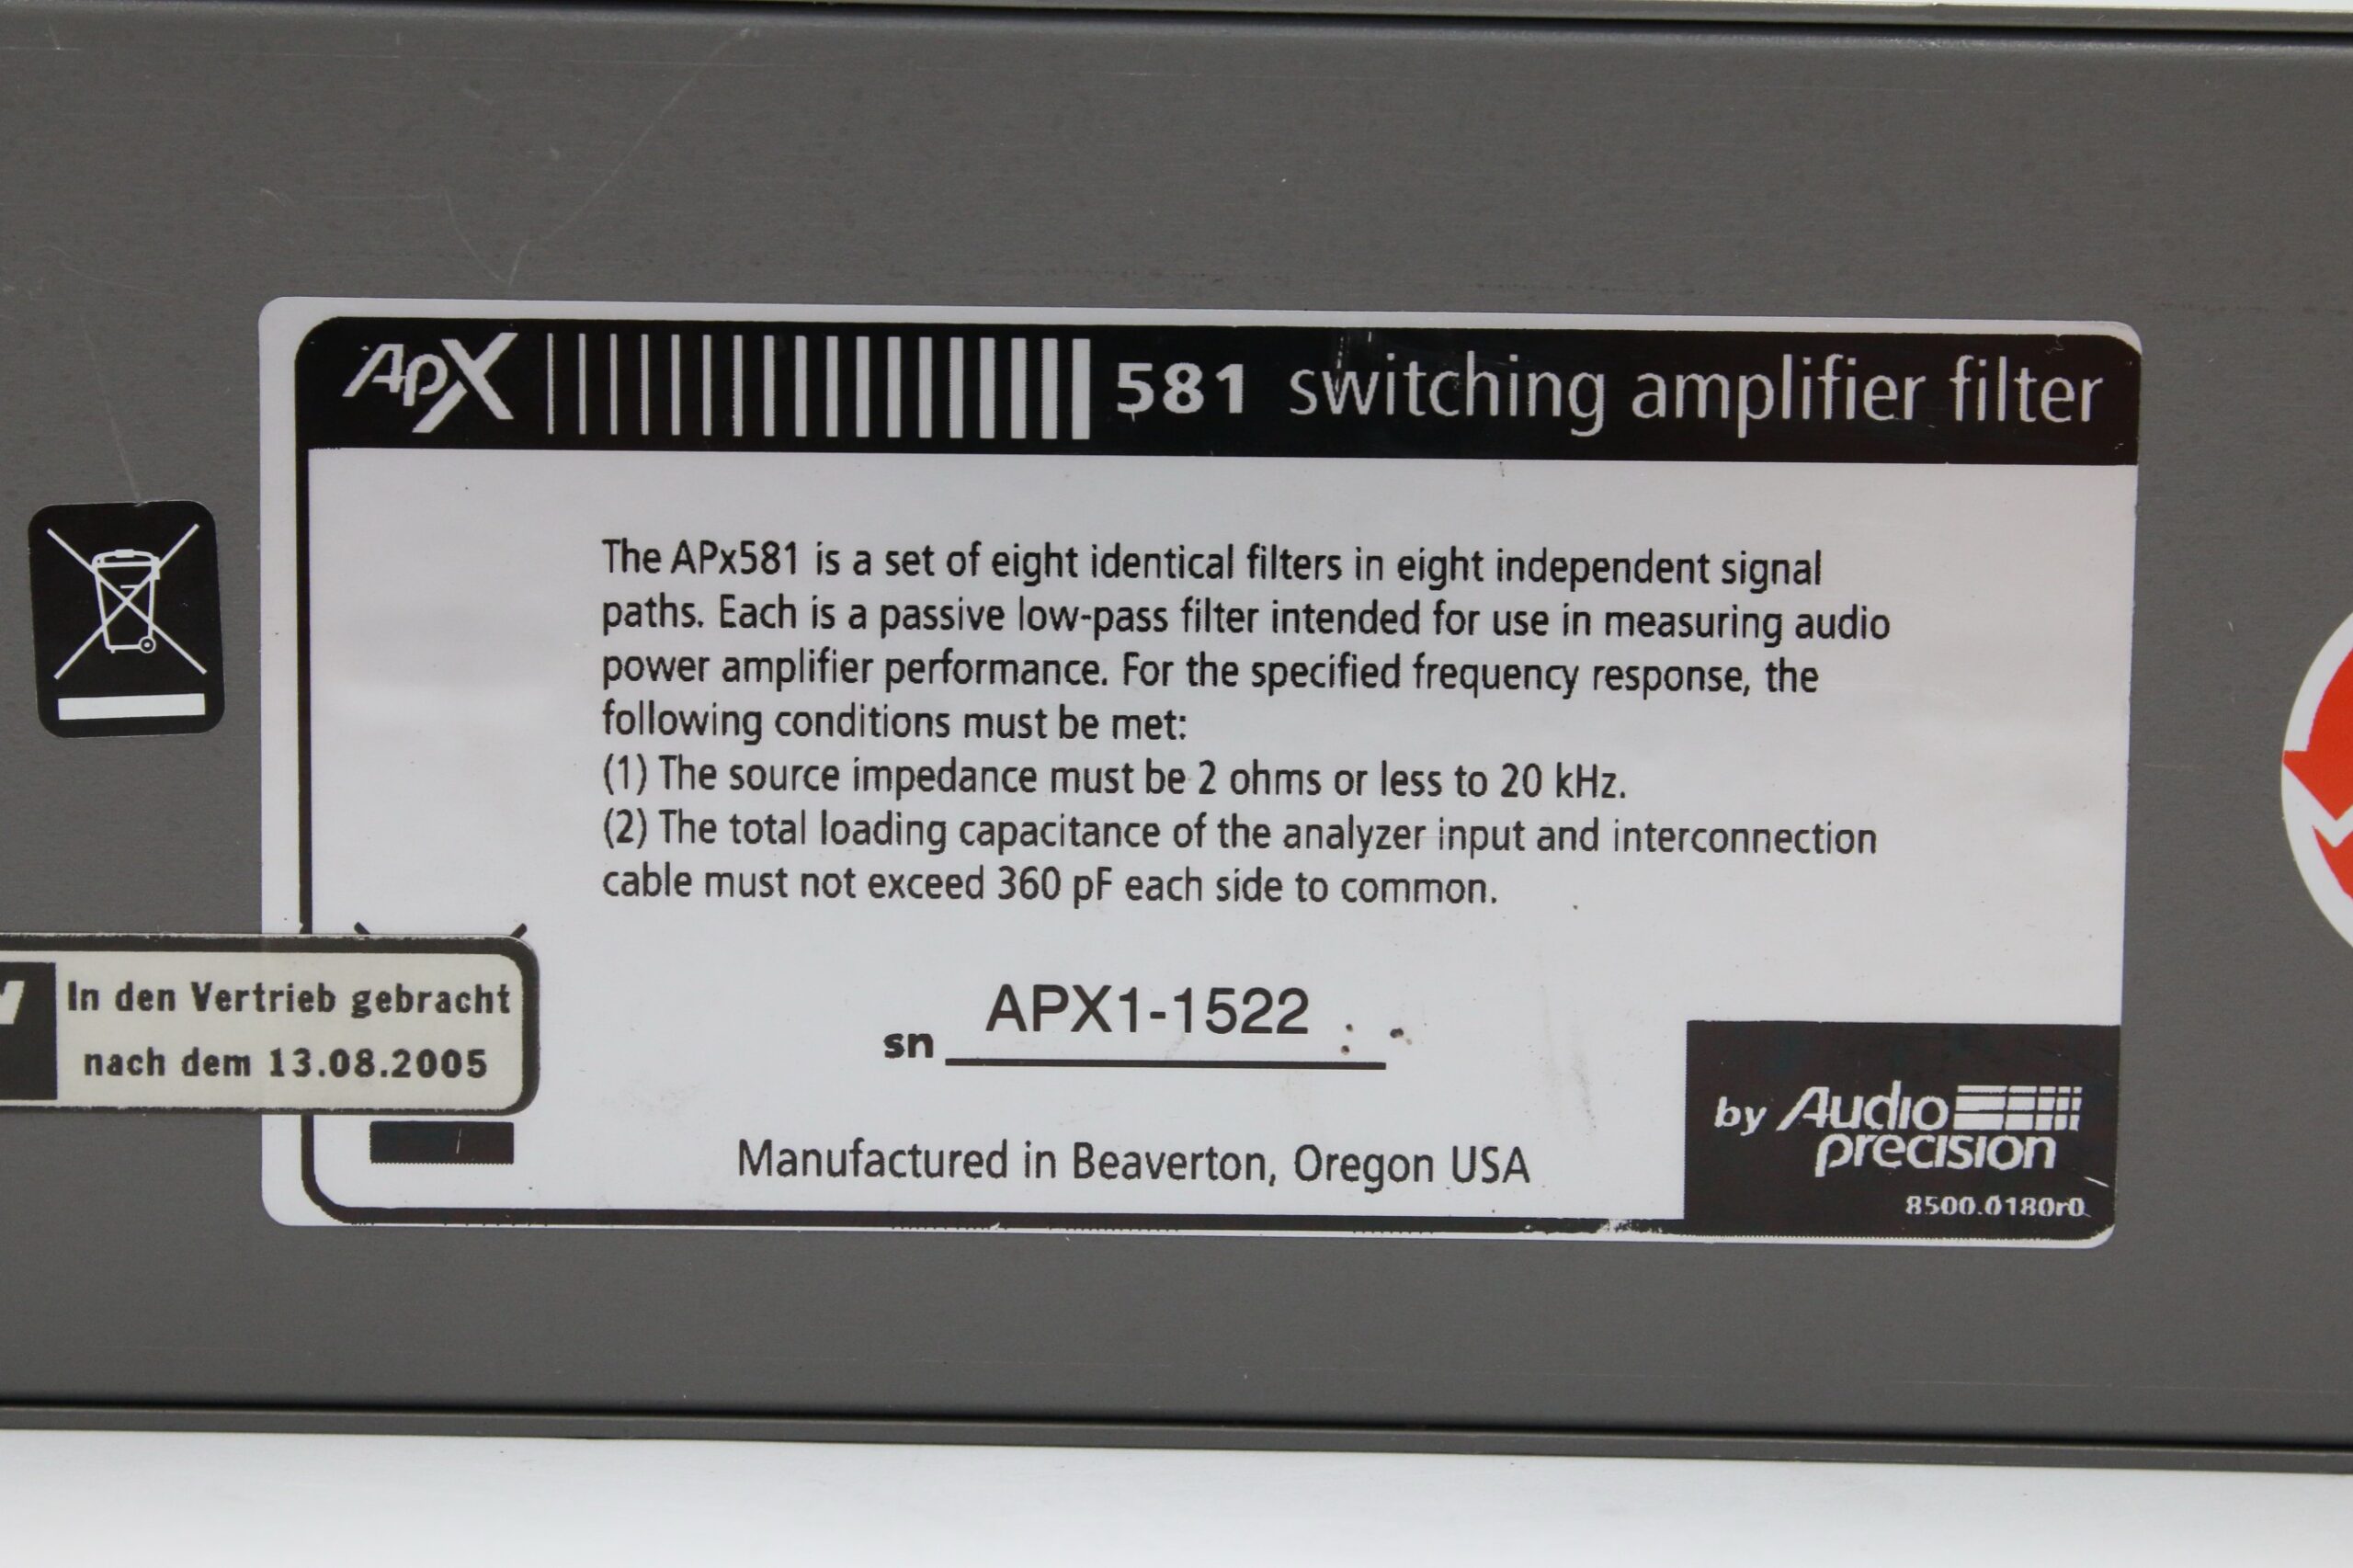 APX 581 switching amplifier filter
The APx581 is a set of eight identical filters in eight independent signal
paths. Each is a passive low-pass filter intended for use in measuring audio
power amplifier performance. For the specified frequency response, the
following conditions must be met:
(1) The source impedance must be 2 ohms or less to 20 kHz.
(2) The total loading capacitance of the analyzer input and interconnection
cable must not exceed 360 pF each side to common.
In den Vertrieb gebracht
nach dem 13.08.2005
sn APX1-1522
Manufactured in Beaverton, Oregon USA
by Audio
precision
8500.0180r0